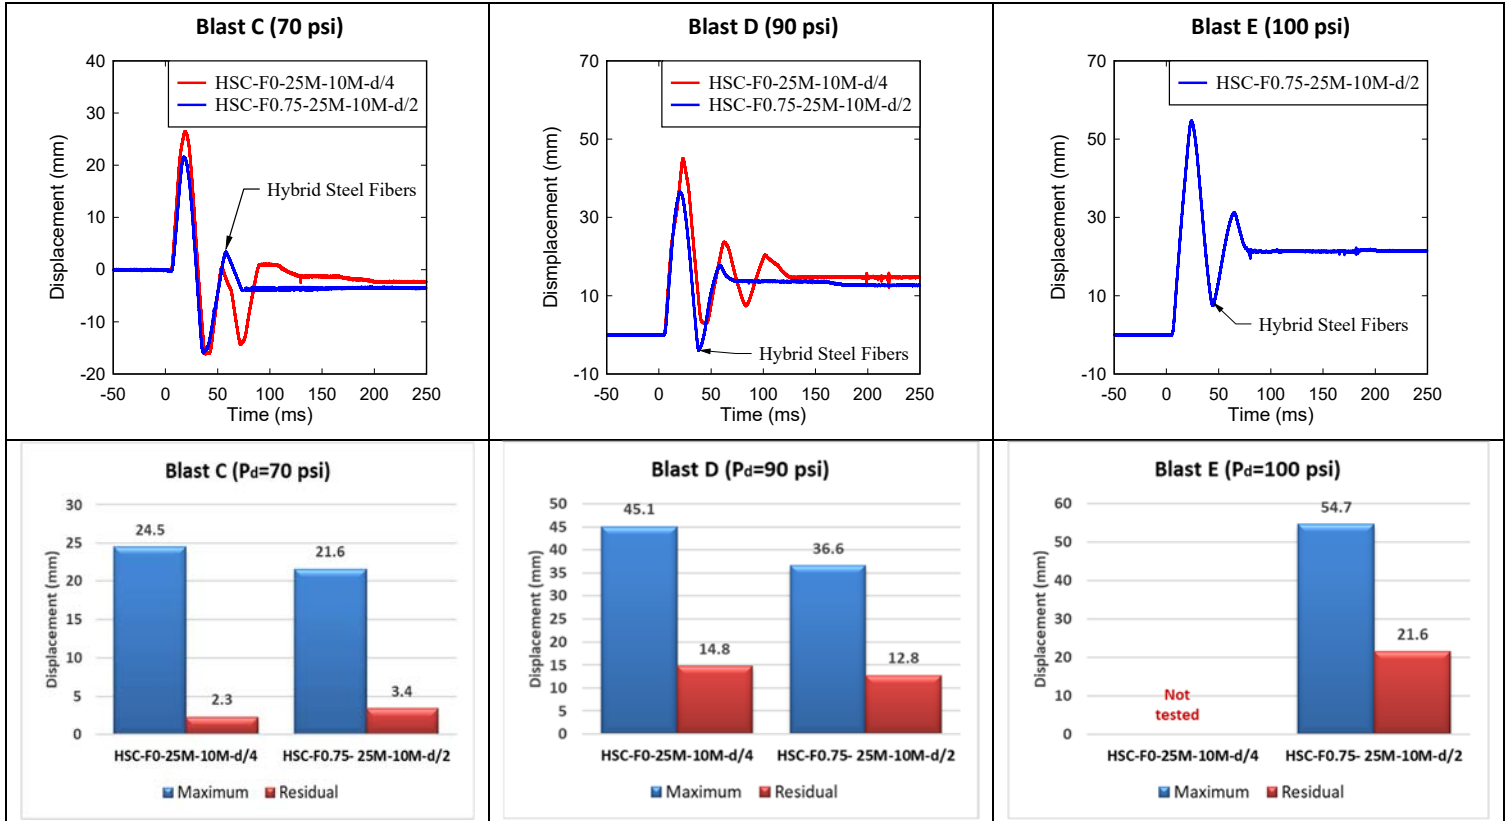 Blast C (70 psi)
40
30
20
10
0
-10
-20
Displacement (mm)
HSC-F0-25M-10M-d/4
HSC-F0.75-25M-10M-d/2
Hybrid Steel Fibers
-50 0 50 100 150 200 250
Time (ms)
Blast D (90 psi)
70
50
30
10
-10
Dimsplacement (mm)
HSC-F0-25M-10M-d/4
HSC-F0.75-25M-10M-d/2
Hybrid Steel Fibers
-50 0 50 100 150 200 250
Time (ms)
Blast E (100 psi)
70
50
30
10
-10
Displacement (mm)
HSC-F0.75-25M-10M-d/2
Hybrid Steel Fibers
-50 0 50 100 150 200 250
Time (ms)
Blast C (Pd=70 psi)
30
25
20
15
10
5
0
Displacement (mm)
24.5
2.3
21.6
3.4
HSC-F0-25M-10M-d/4 HSC-F0.75- 25M-10M-d/2
Maximum Residual
Blast D (Pd=90 psi)
50
45
40
35
30
25
20
15
10
5
0
Displacement (mm)
45.1
14.8
36.6
12.8
HSC-F0-25M-10M-d/4 HSC-F0.75- 25M-10M-d/2
Maximum Residual
Blast E (Pd=100 psi)
60
50
40
30
20
10
0
Displacement (mm)
Not
tested
54.7
21.6
HSC-F0-25M-10M-d/4 HSC-F0.75- 25M-10M-d/2
Maximum Residual